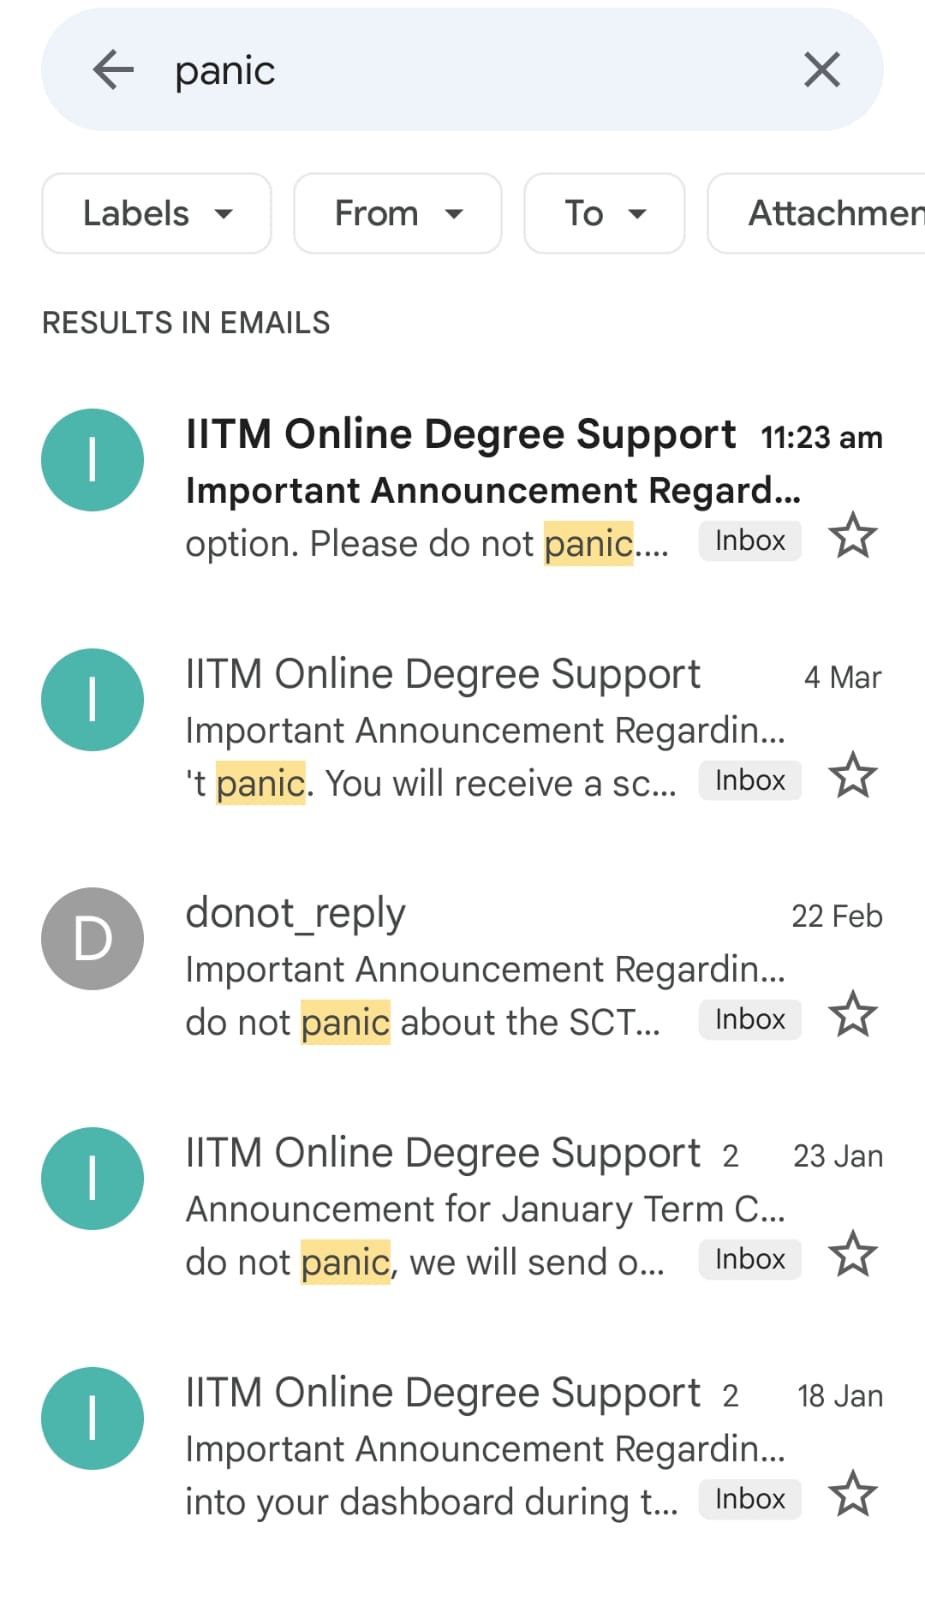 panic
Labels
From
To
Attachmen
RESULTS IN EMAILS
I
IITM Online Degree Support 11:23 am
Important Announcement Regard...
option. Please do not panic.... Inbox
I
IITM Online Degree Support 4 Mar
Important Announcement Regardin...
't panic. You will receive a sc... Inbox
D
donot_reply 22 Feb
Important Announcement Regardin...
do not panic about the SCT... Inbox
I
IITM Online Degree Support 2 23 Jan
Announcement for January Term C...
do not panic, we will send o... Inbox
I
IITM Online Degree Support 2 18 Jan
Important Announcement Regardin...
into your dashboard during t... Inbox